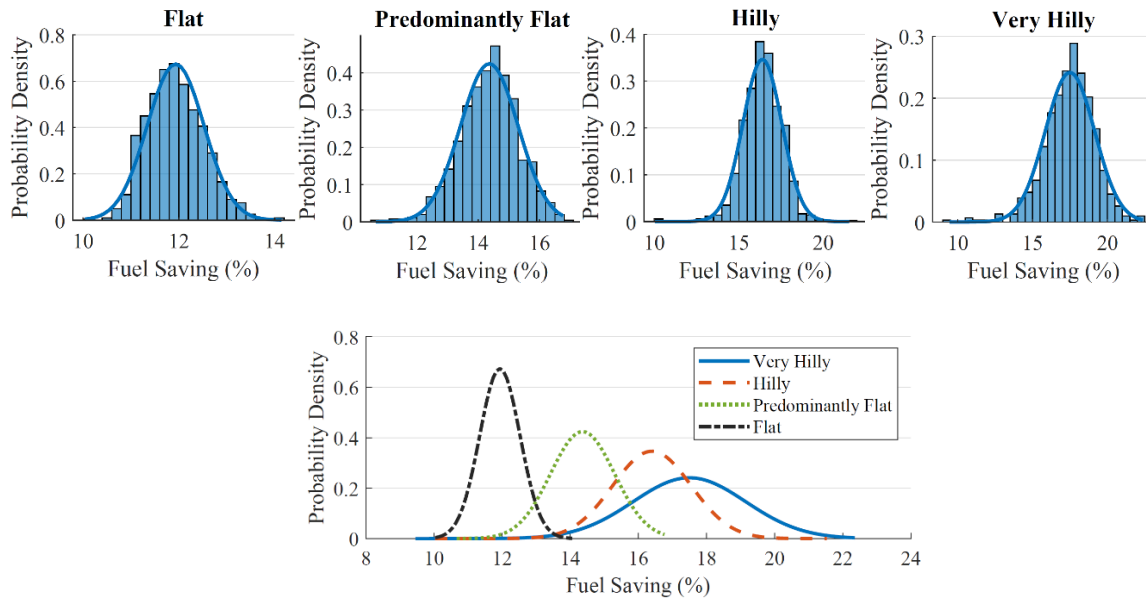 Flat
Predominantly Flat
Hilly
Very Hilly
Probability Density
0.8
0.6
0.4
0.2
0
10
12
14
Fuel Saving (%)
Probability Density
0.4
0.3
0.2
0.1
0
12
14
16
Fuel Saving (%)
Probability Density
0.4
0.3
0.2
0.1
0
10
15
20
Fuel Saving (%)
Probability Density
0.3
0.2
0.1
0
10
15
20
Fuel Saving (%)
Probability Density
0.8
0.6
0.4
0.2
0
8
10
12
14
16
18
20
22
24
Fuel Saving (%)
Very Hilly
Hilly
Predominantly Flat
Flat